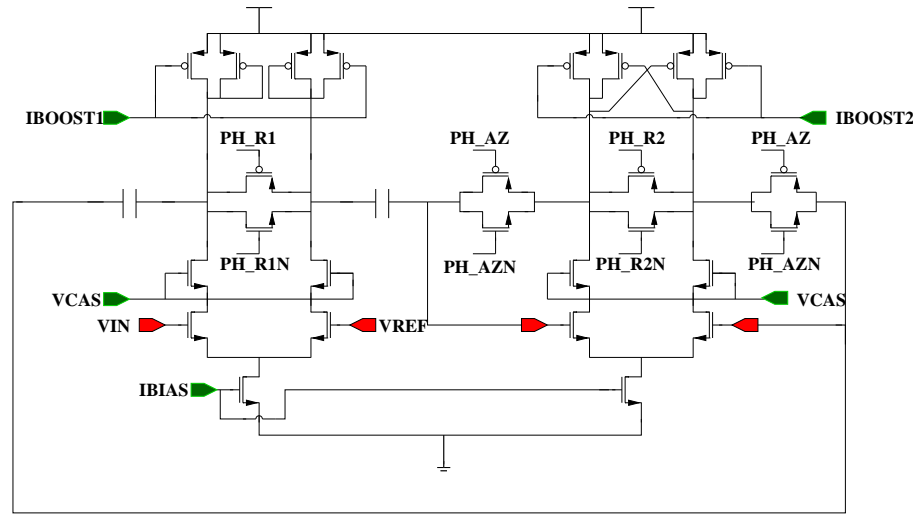 IBOOST1
IBOOST2
PH_R1
PH_AZ
PH_R2
PH_AZ
PH_R1N
PH_AZN
PH_R2N
PH_AZN
VCAS
VCAS
VIN
VREF
IBIAS